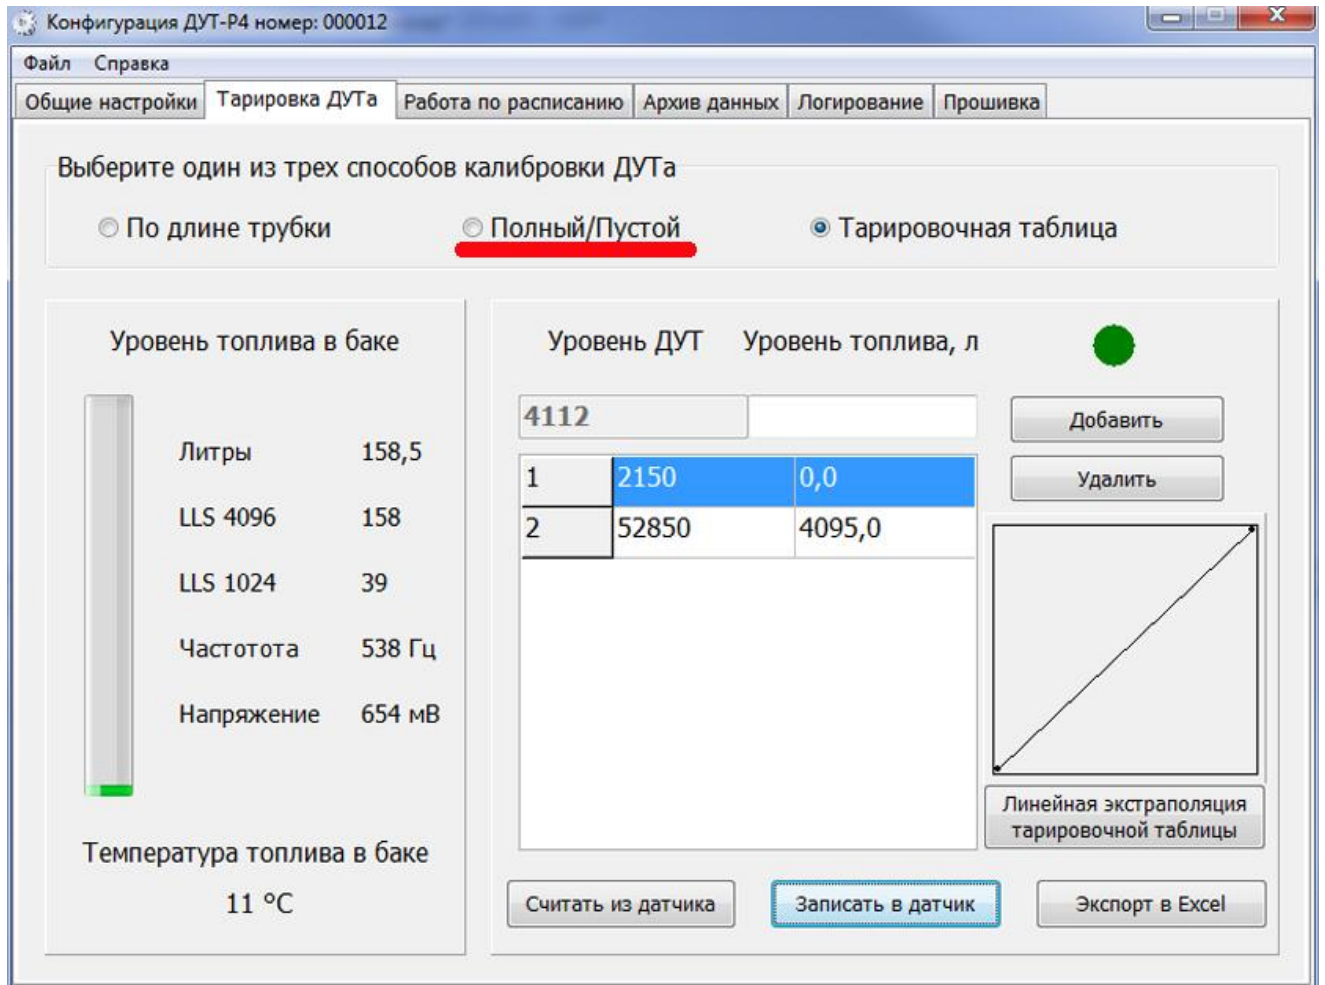 Конфигурация ДУТ-Р4 номер: 000012
Файл Справка
Общие настройки Тарировка ДУТа Работа по расписанию Архив данных Логирование Прошивка
Выберите один из трех способов калибровки ДУТа
По длине трубки Полный/Пустой Тарировочная таблица
Уровень топлива в баке
Литры 158,5
LLS 4096 158
LLS 1024 39
Частотота 538 Гц
Напряжение 654 мВ
Температура топлива в баке
11 °C
Уровень ДУТ Уровень топлива, л
4112
Добавить
1 2150 0,0
Удалить
2 52850 4095,0
Линейная экстраполяция
тарировочной таблицы
Считать из датчика Записать в датчик Экспорт в Excel